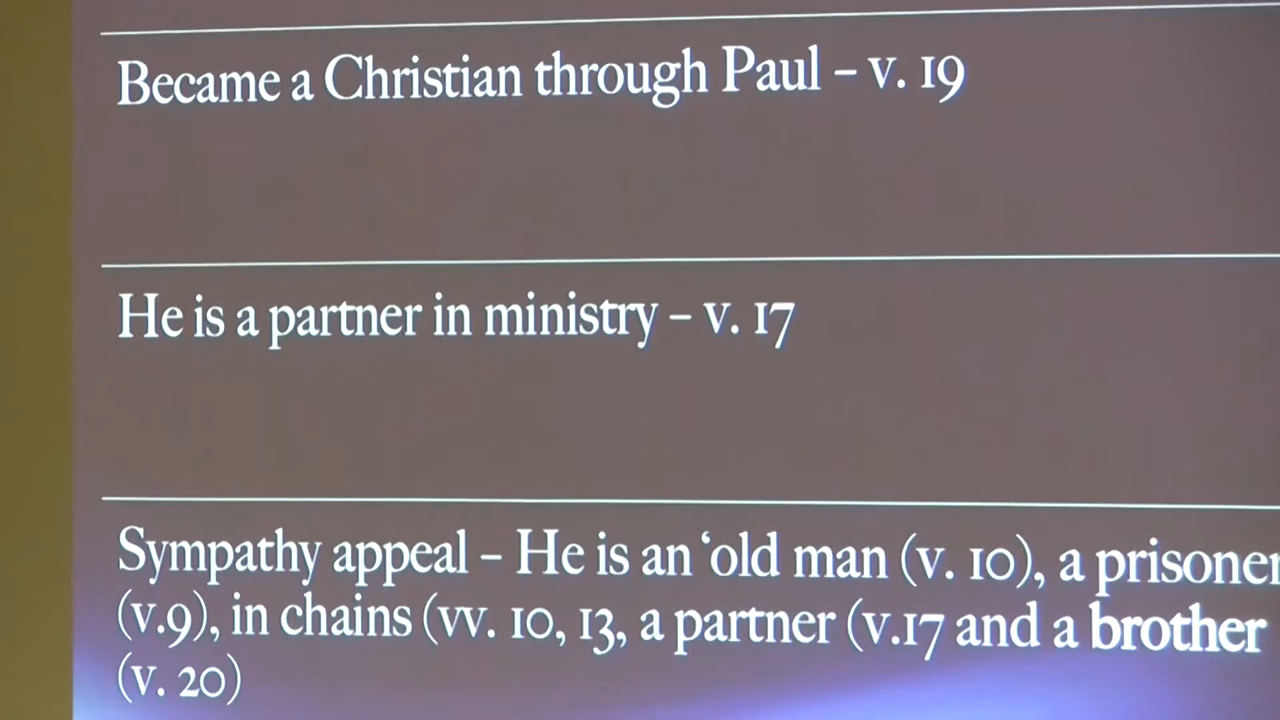 Became a Christian through Paul – v. 19
He is a partner in ministry – v. 17
Sympathy appeal – He is an ‘old man (v. 10), a prisoner
(v.9), in chains (vv. 10, 13, a partner (v.17 and a brother
(v. 20)